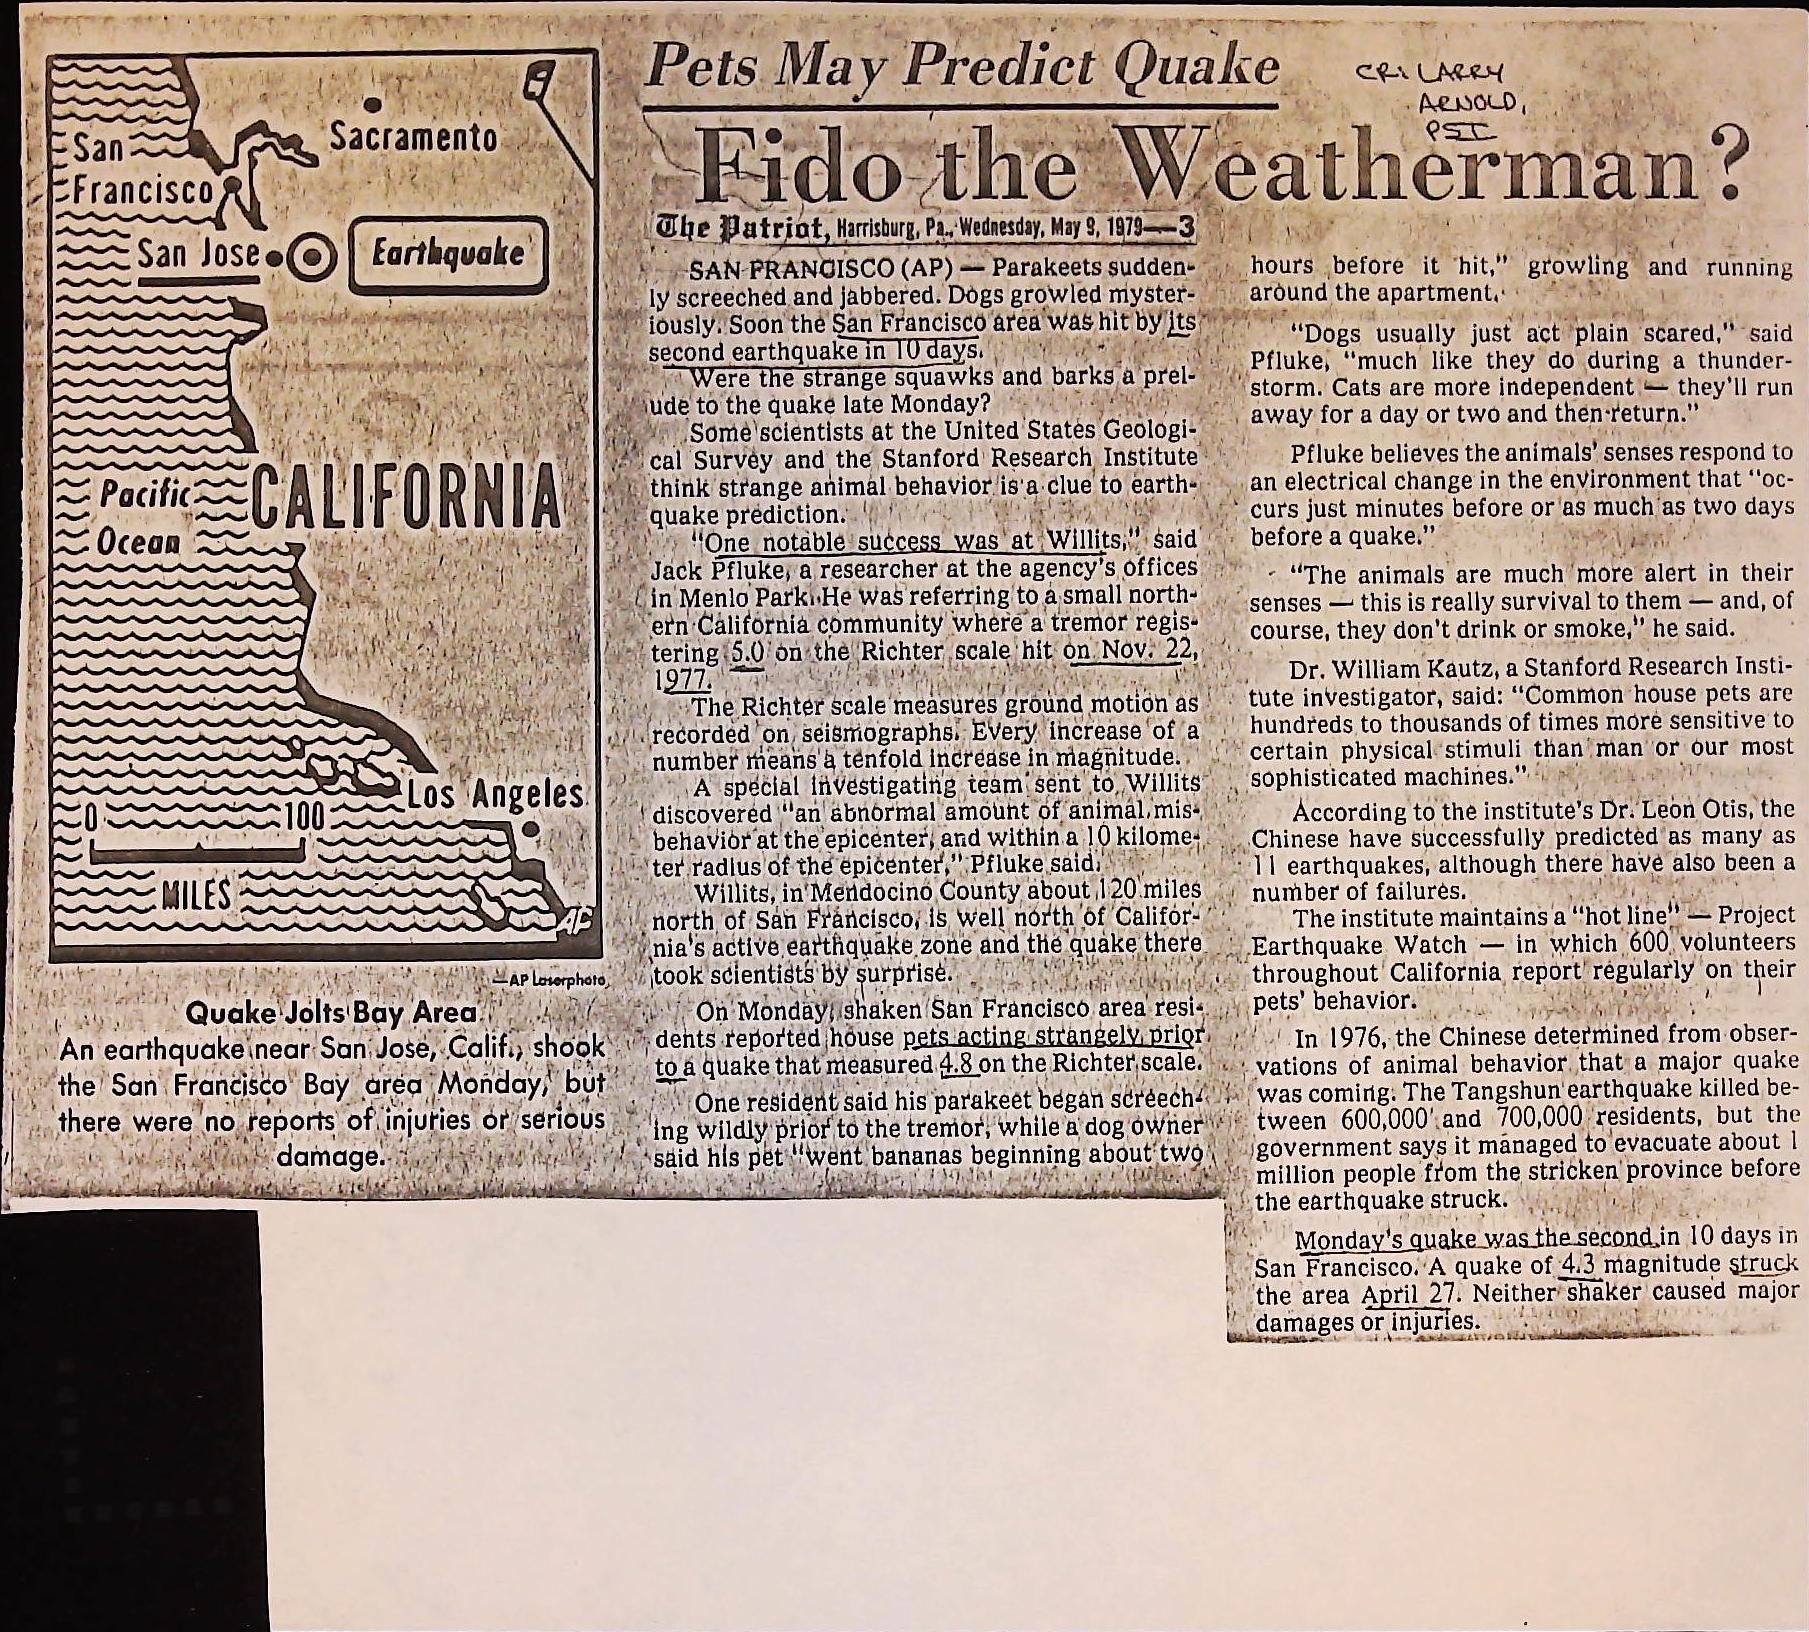 Pets May Predict Quake
CR: LARRY
ARNOLD,
PSI
Fido the Weatherman?
The Patriot, Harrisburg, Pa., Wednesday, May 9, 1979—3
San
Francisco
Sacramento
San Jose
Earthquake
Pacific
Ocean
CALIFORNIA
Los Angeles
0 100
MILES
AP
—AP Laserphoto
Quake Jolts Bay Area
An earthquake near San Jose, Calif., shook
the San Francisco Bay area Monday, but
there were no reports of injuries or serious
damage.
SAN FRANCISCO (AP) — Parakeets sudden-
ly screeched and jabbered. Dogs growled myster-
iously. Soon the San Francisco area was hit by its
second earthquake in 10 days.
Were the strange squawks and barks a prel-
ude to the quake late Monday?
Some scientists at the United States Geologi-
cal Survey and the Stanford Research Institute
think strange animal behavior is a clue to earth-
quake prediction.
"One notable success was at Willits," said
Jack Pfluke, a researcher at the agency's offices
in Menlo Park. He was referring to a small north-
ern California community where a tremor regis-
tering 5.0 on the Richter scale hit on Nov. 22,
1977.
The Richter scale measures ground motion as
recorded on seismographs. Every increase of a
number means a tenfold increase in magnitude.
A special investigating team sent to Willits
discovered "an abnormal amount of animal mis-
behavior at the epicenter, and within a 10 kilome-
ter radius of the epicenter," Pfluke said.
Willits, in Mendocino County about 120 miles
north of San Francisco, is well north of Califor-
nia's active earthquake zone and the quake there
took scientists by surprise.
On Monday, shaken San Francisco area resi-
dents reported house pets acting strangely prior
to a quake that measured 4.8 on the Richter scale.
One resident said his parakeet began screech-
ing wildly prior to the tremor, while a dog owner
said his pet "went bananas beginning about two
hours before it hit," growling and running
around the apartment.
"Dogs usually just act plain scared," said
Pfluke, "much like they do during a thunder-
storm. Cats are more independent — they'll run
away for a day or two and then return."
Pfluke believes the animals' senses respond to
an electrical change in the environment that "oc-
curs just minutes before or as much as two days
before a quake."
"The animals are much more alert in their
senses — this is really survival to them — and, of
course, they don't drink or smoke," he said.
Dr. William Kautz, a Stanford Research Insti-
tute investigator, said: "Common house pets are
hundreds to thousands of times more sensitive to
certain physical stimuli than man or our most
sophisticated machines."
According to the institute's Dr. Leon Otis, the
Chinese have successfully predicted as many as
11 earthquakes, although there have also been a
number of failures.
The institute maintains a "hot line" — Project
Earthquake Watch — in which 600 volunteers
throughout California report regularly on their
pets' behavior.
In 1976, the Chinese determined from obser-
vations of animal behavior that a major quake
was coming. The Tangshun earthquake killed be-
tween 600,000 and 700,000 residents, but the
government says it managed to evacuate about 1
million people from the stricken province before
the earthquake struck.
Monday's quake was the second in 10 days in
San Francisco. A quake of 4.3 magnitude struck
the area April 27. Neither shaker caused major
damages or injuries.